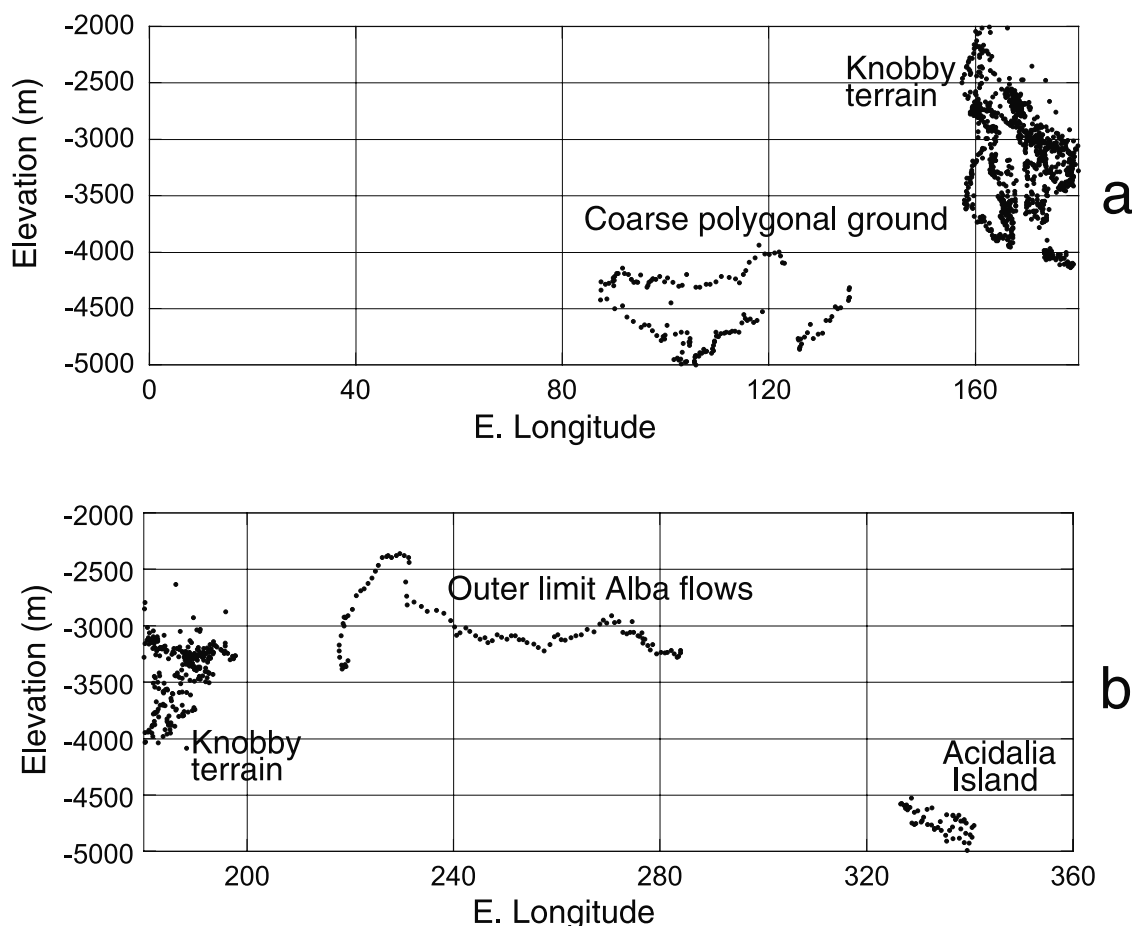 -2000
-2500
-3000
-3500
-4000
-4500
-5000
Elevation (m)
Knobby
terrain
Coarse polygonal ground
a
0
40
80
120
160
E. Longitude
-2000
-2500
-3000
-3500
-4000
-4500
-5000
Elevation (m)
Outer limit Alba flows
Knobby
terrain
Acidalia
Island
b
200
240
280
320
360
E. Longitude